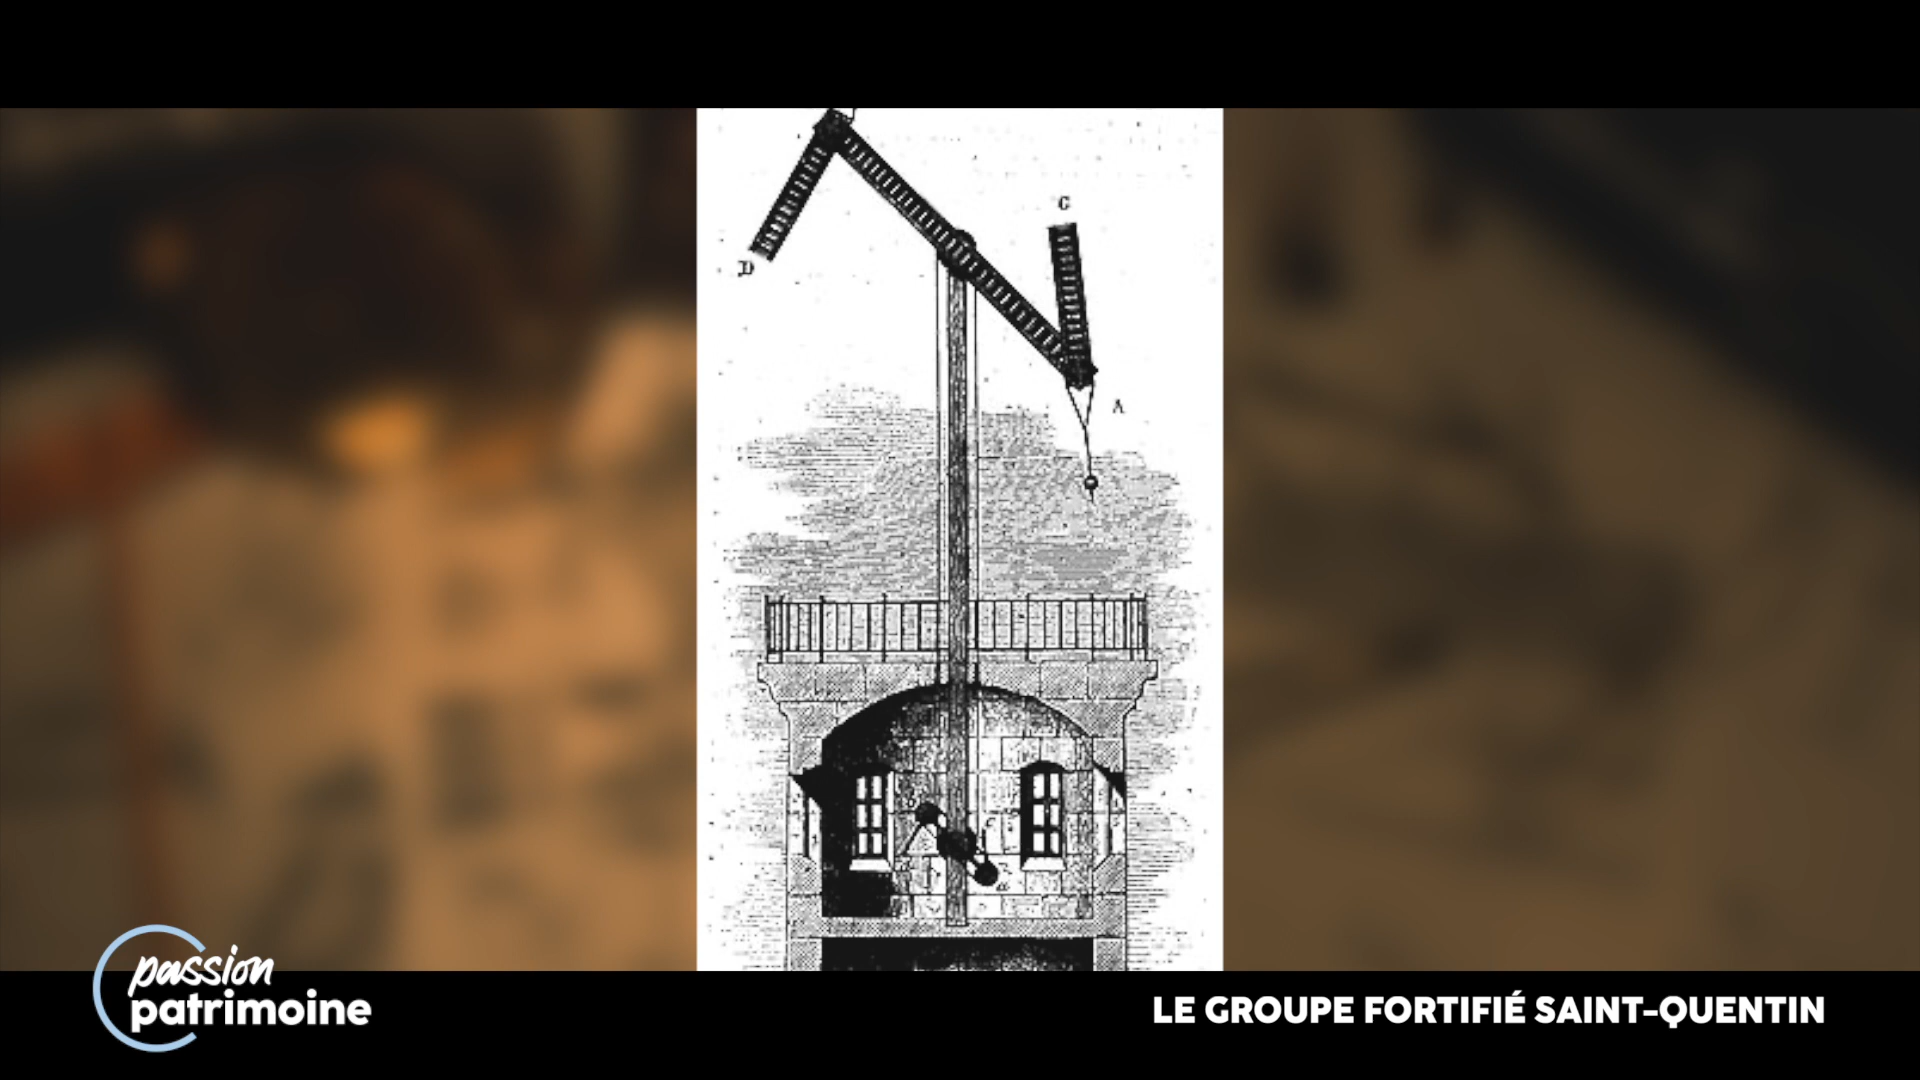 C
D
A
b
c
a
passion
patrimoine
LE GROUPE FORTIFIÉ SAINT-QUENTIN